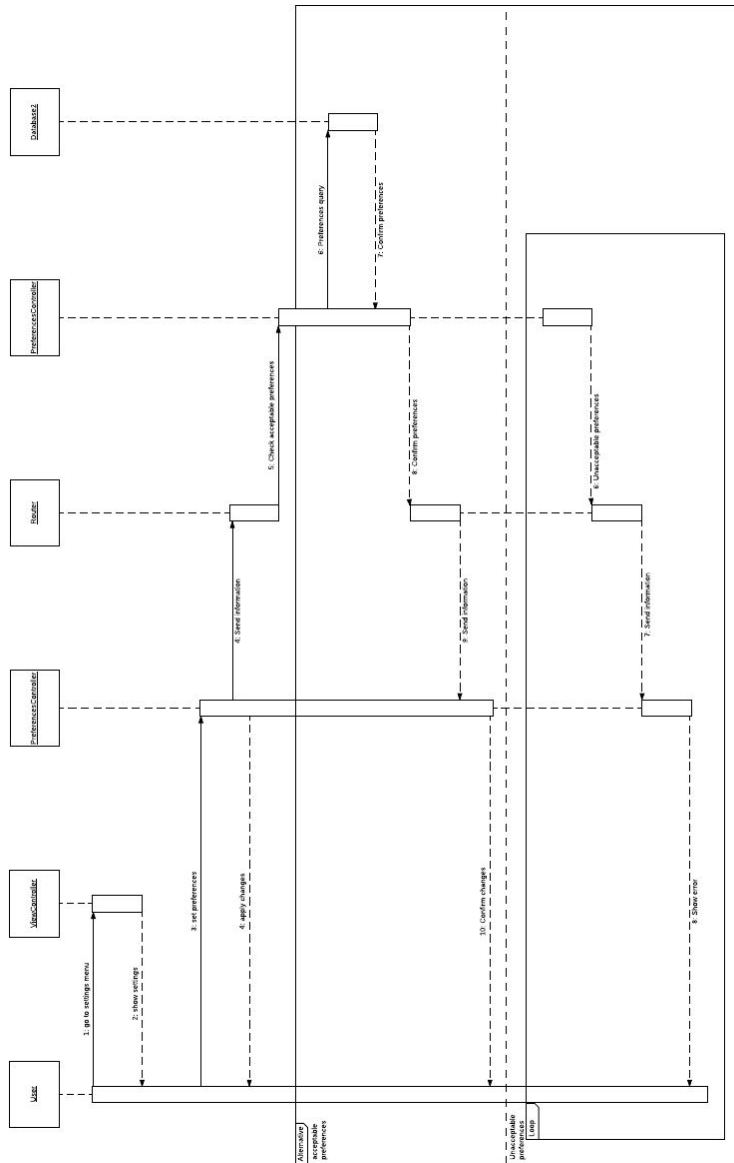 User
ViewController
PreferencesController
Router
PreferencesController
Database2
1: go to settings menu
2: show settings
3: set preferences
4: Send information
4: apply changes
5: Check acceptable preferences
Alternative
acceptable
preferences
6: Preferences query
7: Confirm preferences
8: Confirm preferences
9: Send information
10: Confirm changes
Unacceptable
preferences
Loop
6: Unacceptable preferences
7: Send information
8: Show error